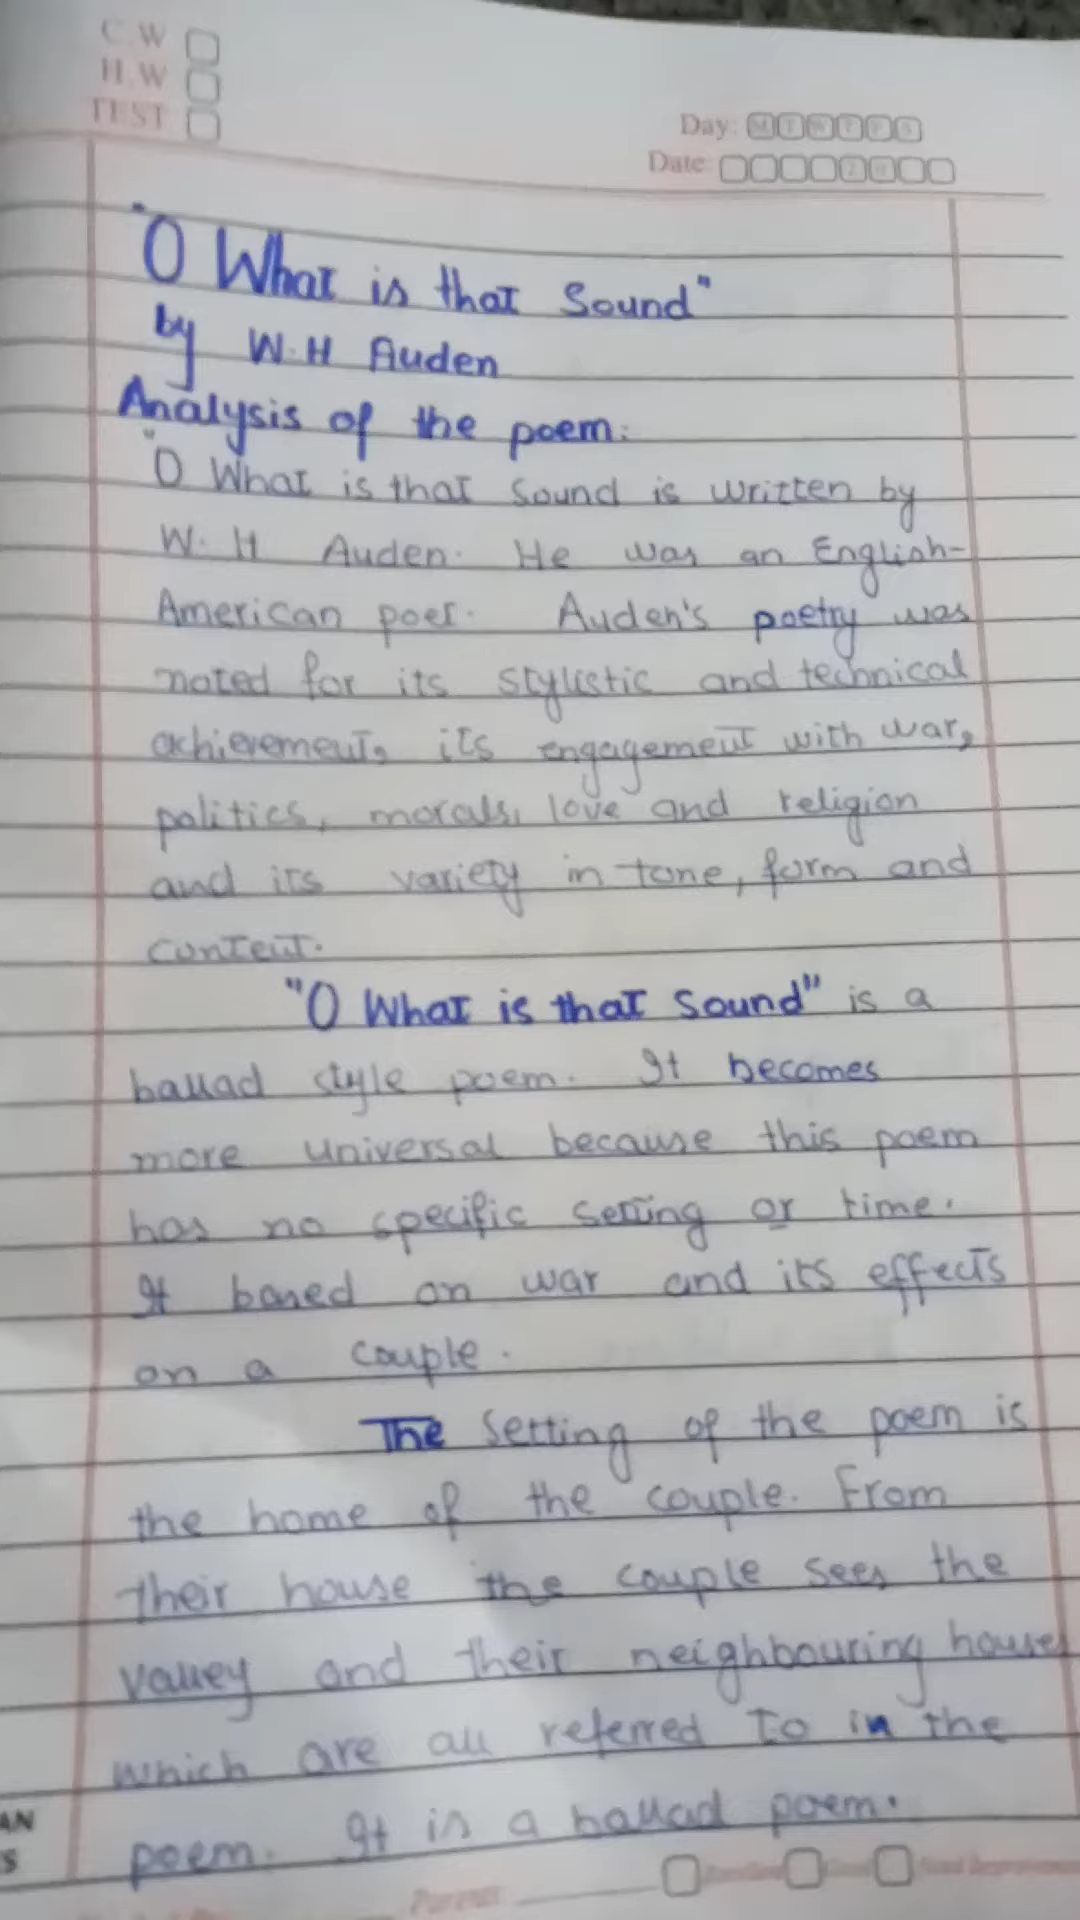 C.W
H.W
TEST
Day: M T W T F S
Date:
"O What is that Sound"
by W.H Auden
Analysis of the poem:
"O What is that Sound is written by
W. H Auden. He was an English-
American poet. Auden's poetry was
noted for its stylistic and technical
achievement, its engagement with war,
politics, morals, love and religion
and its variety in tone, form and
content.
"O What is that Sound" is a
ballad style poem. It becomes
more universal because this poem
has no specific setting or time.
It based on war and its effects
on a couple.
The setting of the poem is
the home of the couple. From
their house the couple sees the
valley and their neighbouring houses
which are all referred to in the
poem. It is a ballad poem.
AN
S
Parents